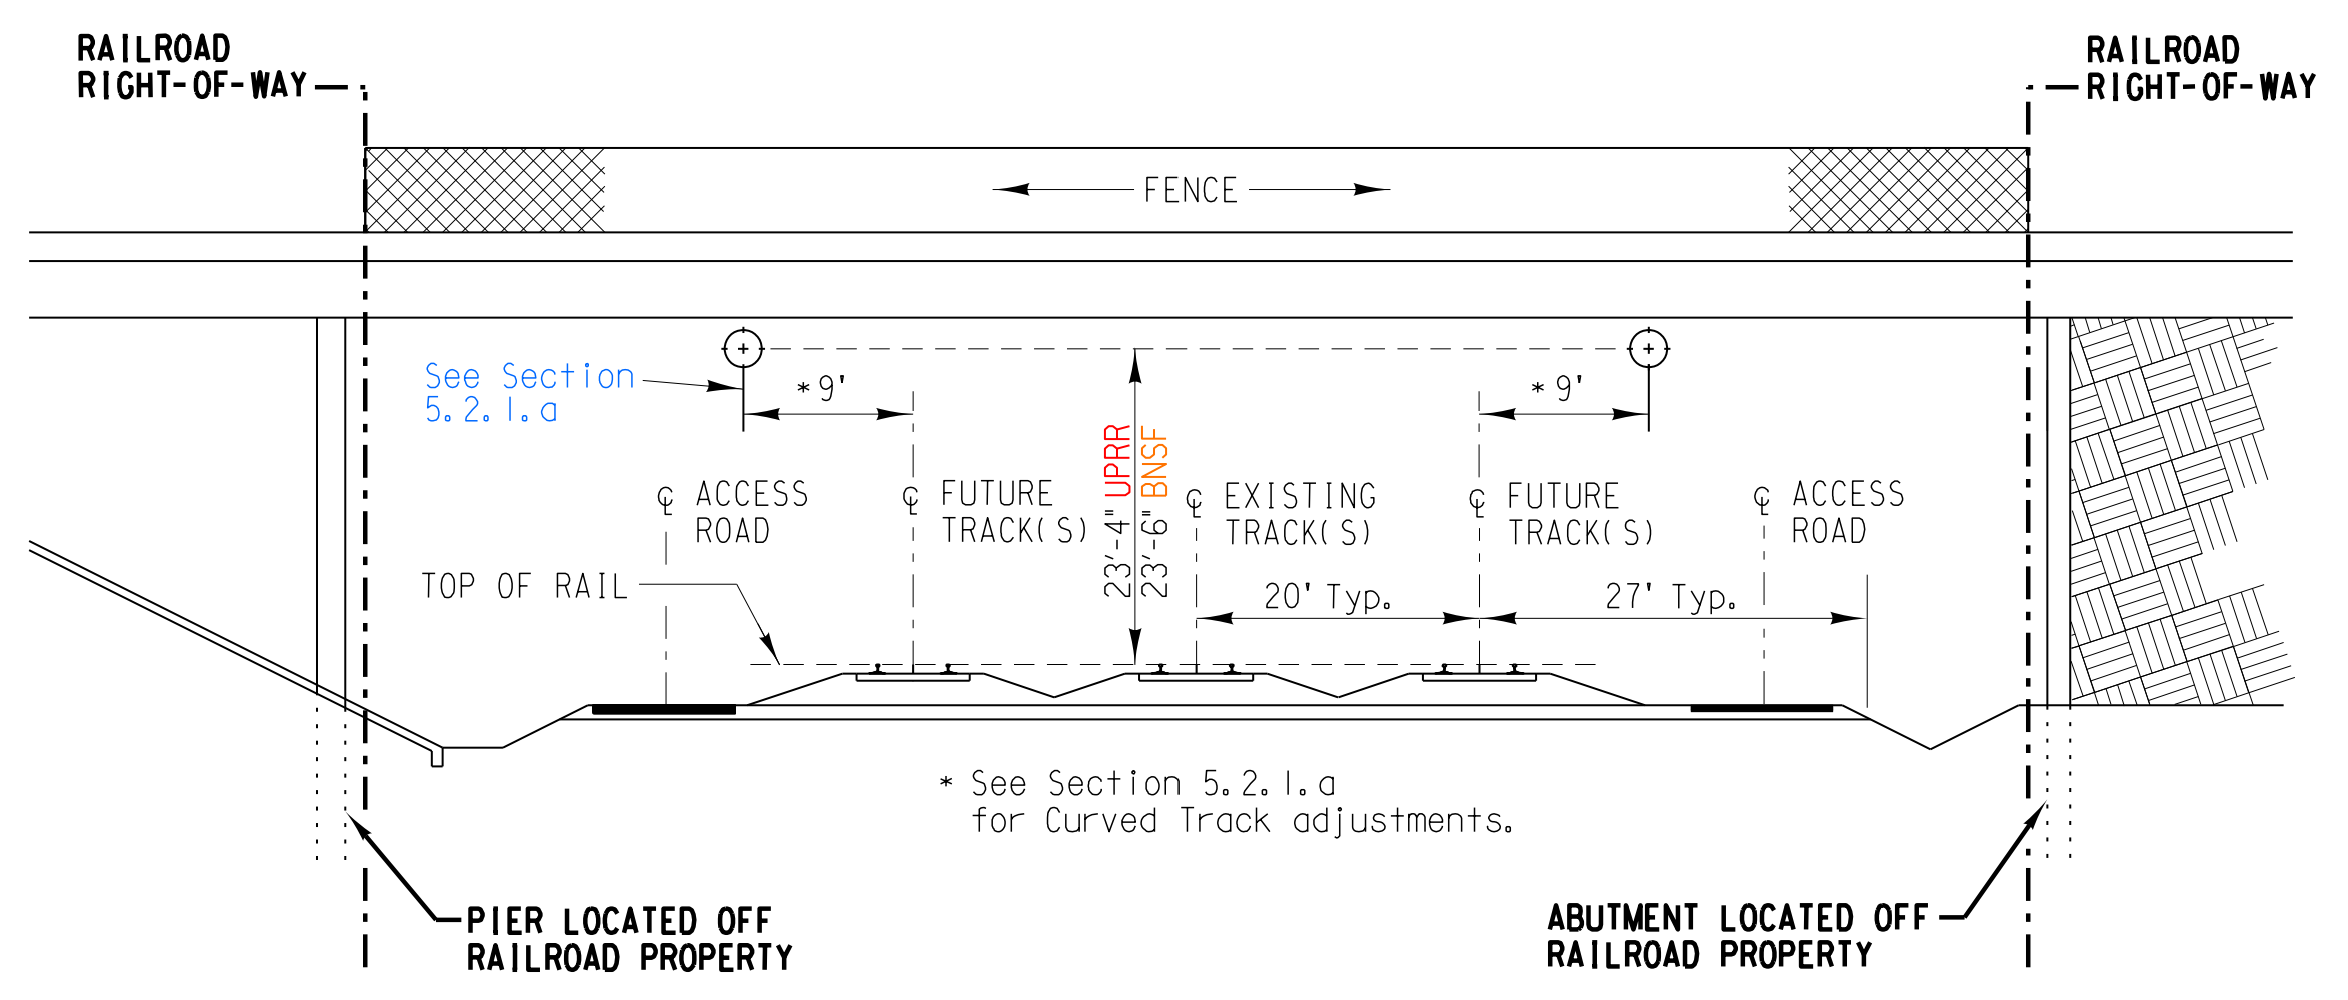 RAILROAD
RIGHT-OF-WAY
RAILROAD
RIGHT-OF-WAY
FENCE
See Section
5.2.1.a
*9'
*9'
23'-4" UPRR
23'-6" BNSF
℄ ACCESS
ROAD
℄ FUTURE
TRACK(S)
℄ EXISTING
TRACK(S)
℄ FUTURE
TRACK(S)
℄ ACCESS
ROAD
TOP OF RAIL
20' Typ.
27' Typ.
* See Section 5.2.1.a
for Curved Track adjustments.
PIER LOCATED OFF
RAILROAD PROPERTY
ABUTMENT LOCATED OFF
RAILROAD PROPERTY